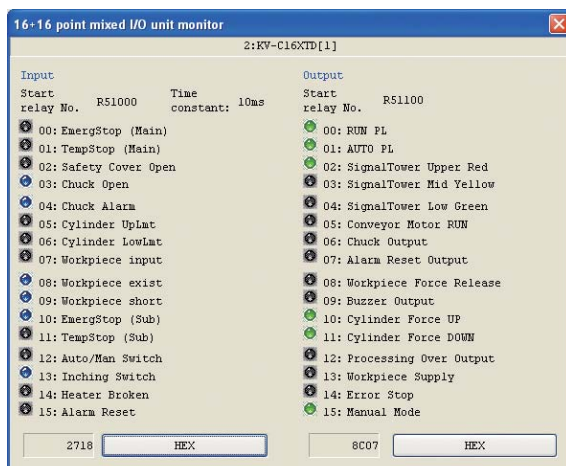 16+16 point mixed I/O unit monitor
2:KV-C16XTD[1]
Input
Start relay No. R51000 Time constant: 10ms
00: EmergStop (Main)
01: TempStop (Main)
02: Safety Cover Open
03: Chuck Open
04: Chuck Alarm
05: Cylinder UpLmt
06: Cylinder LowLmt
07: Workpiece input
08: Workpiece exist
09: Workpiece short
10: EmergStop (Sub)
11: TempStop (Sub)
12: Auto/Man Switch
13: Inching Switch
14: Heater Broken
15: Alarm Reset
2718 HEX
Output
Start relay No. R51100
00: RUN PL
01: AUTO PL
02: SignalTower Upper Red
03: SignalTower Mid Yellow
04: SignalTower Low Green
05: Conveyor Motor RUN
06: Chuck Output
07: Alarm Reset Output
08: Workpiece Force Release
09: Buzzer Output
10: Cylinder Force UP
11: Cylinder Force DOWN
12: Processing Over Output
13: Workpiece Supply
14: Error Stop
15: Manual Mode
8C07 HEX